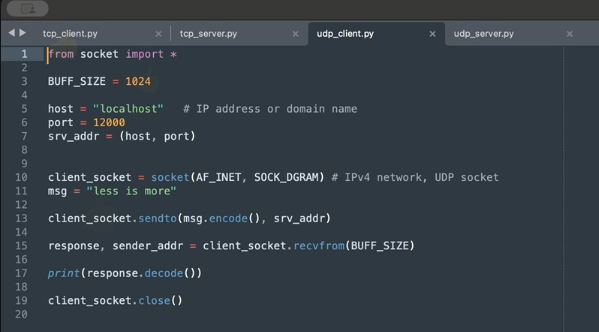 tcp_client.py × tcp_server.py × udp_client.py × udp_server.py ×
1 from socket import *
2
3 BUFF_SIZE = 1024
4
5 host = "localhost" # IP address or domain name
6 port = 12000
7 srv_addr = (host, port)
8
9
10 client_socket = socket(AF_INET, SOCK_DGRAM) # IPv4 network, UDP socket
11 msg = "less is more"
12
13 client_socket.sendto(msg.encode(), srv_addr)
14
15 response, sender_addr = client_socket.recvfrom(BUFF_SIZE)
16
17 print(response.decode())
18
19 client_socket.close()
20